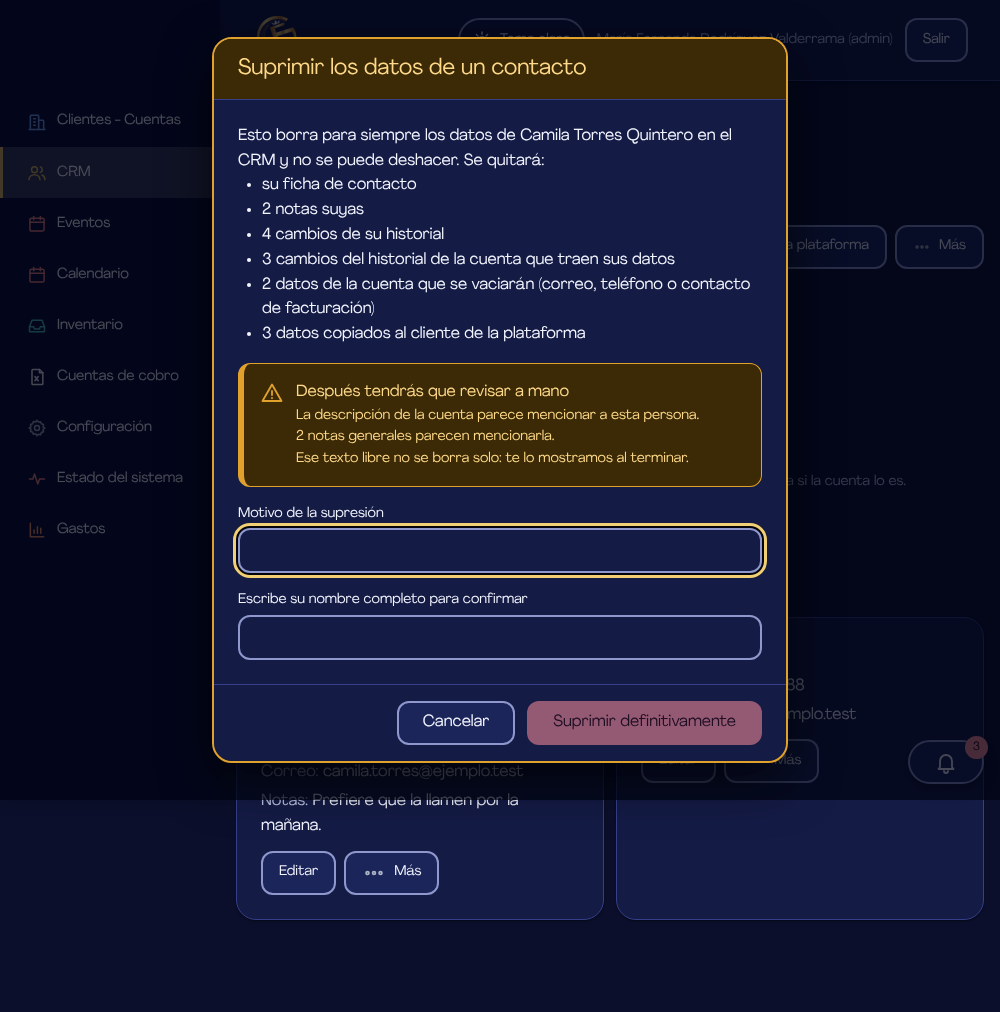 Tema claro
María Fernanda Rodríguez Valderrama (admin)
Salir
Suprimir los datos de un contacto
Clientes - Cuentas
CRM
Eventos
Calendario
Inventario
Cuentas de cobro
Configuración
Estado del sistema
Gastos
Esto borra para siempre los datos de Camila Torres Quintero en el
CRM y no se puede deshacer. Se quitará:
• su ficha de contacto
• 2 notas suyas
• 4 cambios de su historial
• 3 cambios del historial de la cuenta que traen sus datos
• 2 datos de la cuenta que se vaciarán (correo, teléfono o contacto
de facturación)
• 3 datos copiados al cliente de la plataforma
a plataforma
Más
Después tendrás que revisar a mano
La descripción de la cuenta parece mencionar a esta persona.
2 notas generales parecen mencionarla.
Ese texto libre no se borra solo: te lo mostramos al terminar.
a si la cuenta lo es.
Motivo de la supresión
Escribe su nombre completo para confirmar
Cancelar
Suprimir definitivamente
88
mplo.test
Más
3
Correo: camila.torres@ejemplo.test
Notas: Prefiere que la llamen por la
mañana.
Editar
Más